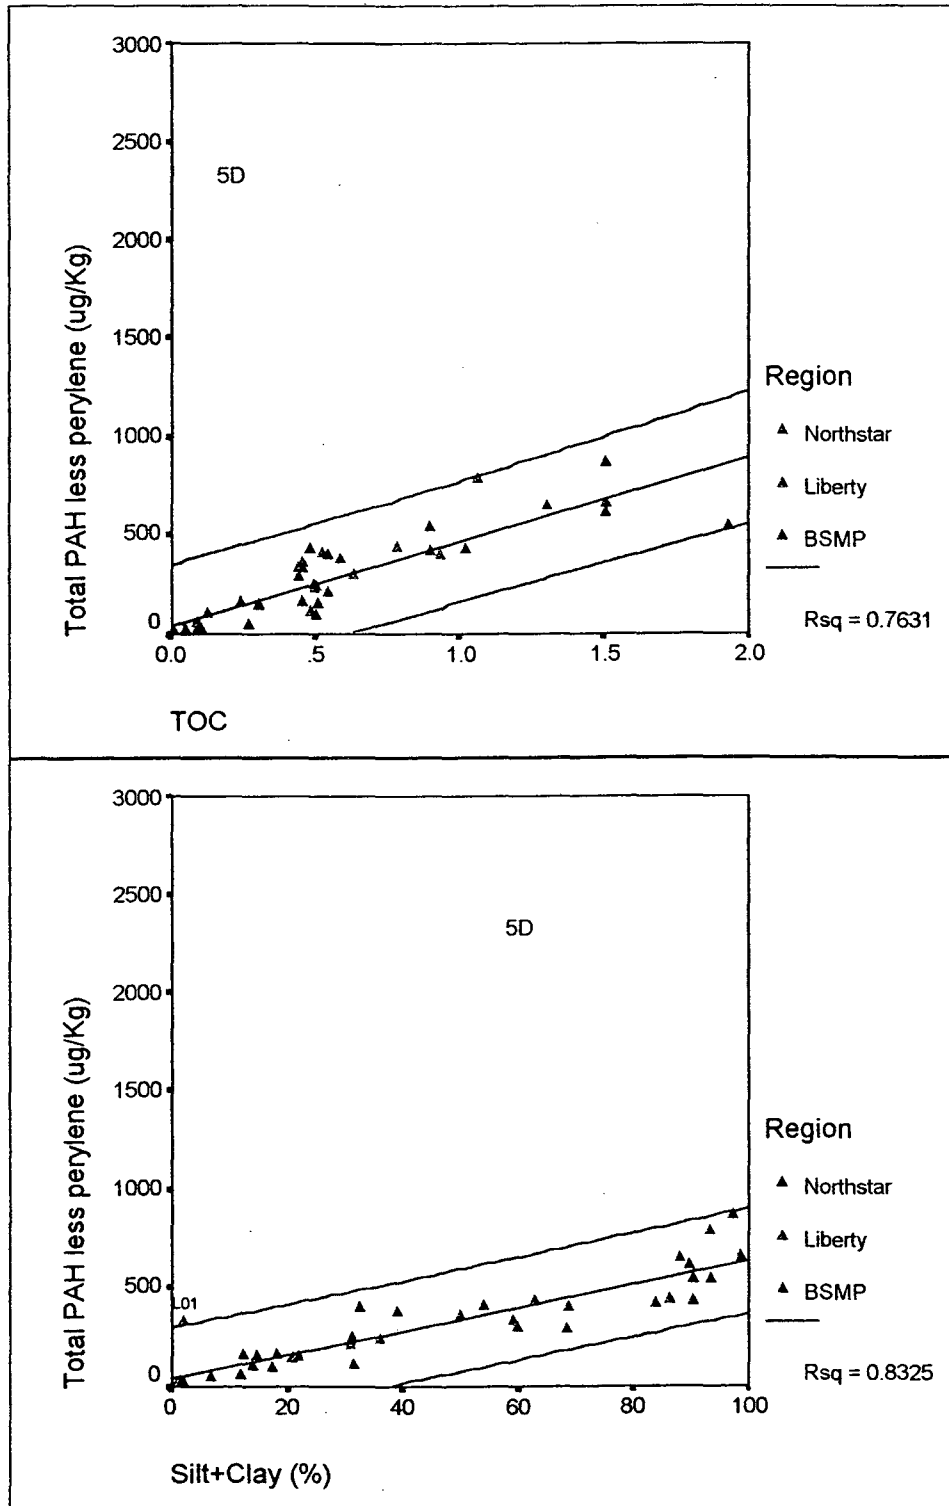 3000
2500
5D
2000
1500
1000
500
0
0.0 .5 1.0 1.5 2.0
Total PAH less perylene (ug/Kg)
TOC
Region
Northstar
Liberty
BSMP
Rsq = 0.7631
3000
2500
5D
2000
1500
1000
500
L01
0
0 20 40 60 80 100
Total PAH less perylene (ug/Kg)
Silt+Clay (%)
Region
Northstar
Liberty
BSMP
Rsq = 0.8325